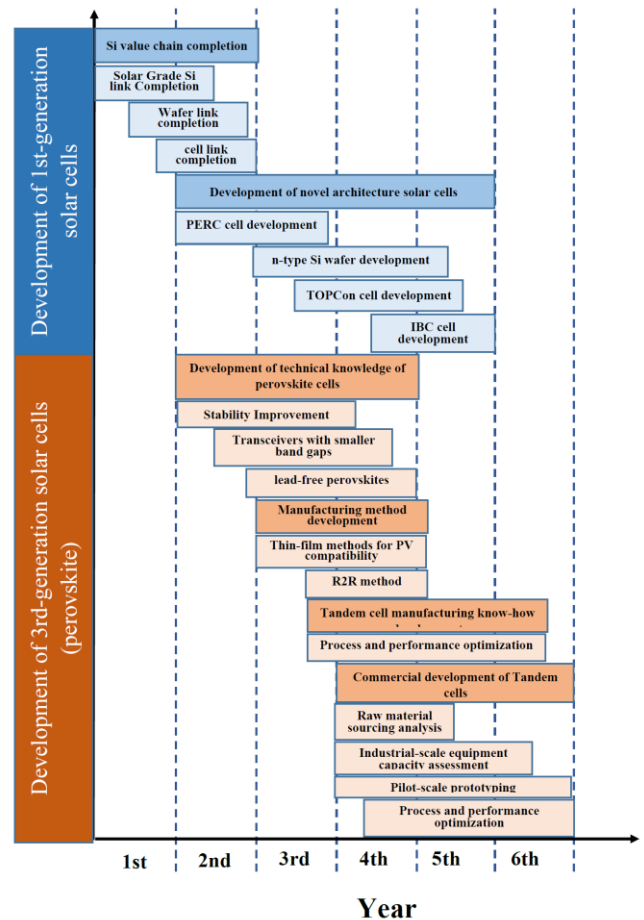 Development of 1st-generation
solar cells
Si value chain completion
Solar Grade Si
link Completion
Wafer link
completion
cell link
completion
Development of novel architecture solar cells
PERC cell development
n-type Si wafer development
TOPCon cell development
IBC cell
development
Development of 3rd-generation solar cells
(perovskite)
Development of technical knowledge of
perovskite cells
Stability Improvement
Transceivers with smaller
band gaps
lead-free perovskites
Manufacturing method
development
Thin-film methods for PV
compatibility
R2R method
Tandem cell manufacturing know-how
Process and performance optimization
Commercial development of Tandem
cells
Raw material
sourcing analysis
Industrial-scale equipment
capacity assessment
Pilot-scale prototyping
Process and performance
optimization
1st 2nd 3rd 4th 5th 6th
Year